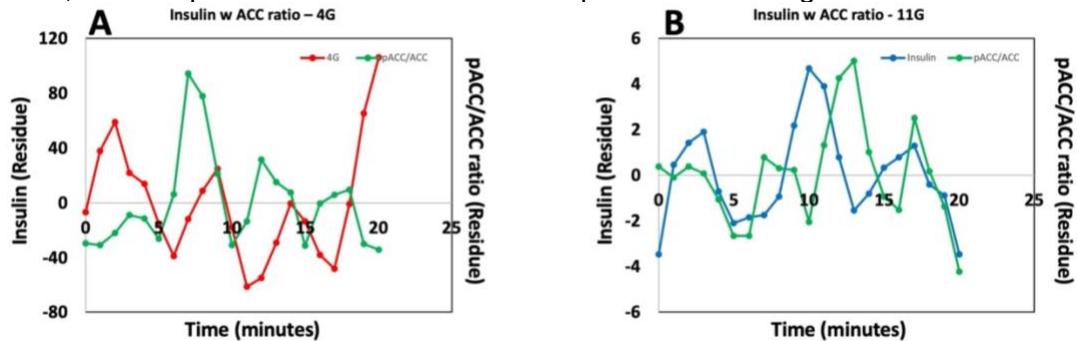 A
Insulin w ACC ratio – 4G
4G
pACC/ACC
120
80
40
0
-40
-80
0
5
10
15
20
25
Insulin (Residue)
pACC/ACC ratio (Residue)
Time (minutes)
B
Insulin w ACC ratio - 11G
Insulin
pACC/ACC
6
4
2
0
-2
-4
-6
0
5
10
15
20
25
Insulin (Residue)
pACC/ACC ratio (Residue)
Time (minutes)